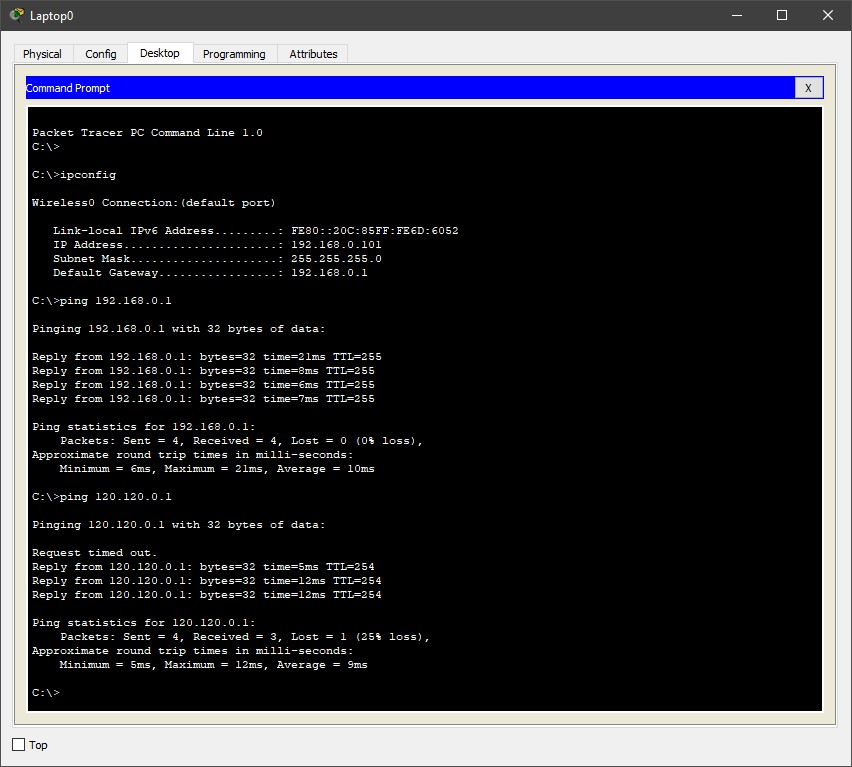 Laptop0
Physical Config Desktop Programming Attributes
Command Prompt X
Packet Tracer PC Command Line 1.0
C:\>
C:\>ipconfig
Wireless0 Connection:(default port)
Link-local IPv6 Address.........: FE80::20C:85FF:FE6D:6052
IP Address......................: 192.168.0.101
Subnet Mask.....................: 255.255.255.0
Default Gateway.................: 192.168.0.1
C:\>ping 192.168.0.1
Pinging 192.168.0.1 with 32 bytes of data:
Reply from 192.168.0.1: bytes=32 time=21ms TTL=255
Reply from 192.168.0.1: bytes=32 time=8ms TTL=255
Reply from 192.168.0.1: bytes=32 time=6ms TTL=255
Reply from 192.168.0.1: bytes=32 time=7ms TTL=255
Ping statistics for 192.168.0.1:
Packets: Sent = 4, Received = 4, Lost = 0 (0% loss),
Approximate round trip times in milli-seconds:
Minimum = 6ms, Maximum = 21ms, Average = 10ms
C:\>ping 120.120.0.1
Pinging 120.120.0.1 with 32 bytes of data:
Request timed out.
Reply from 120.120.0.1: bytes=32 time=5ms TTL=254
Reply from 120.120.0.1: bytes=32 time=12ms TTL=254
Reply from 120.120.0.1: bytes=32 time=12ms TTL=254
Ping statistics for 120.120.0.1:
Packets: Sent = 4, Received = 3, Lost = 1 (25% loss),
Approximate round trip times in milli-seconds:
Minimum = 5ms, Maximum = 12ms, Average = 9ms
C:\>
Top